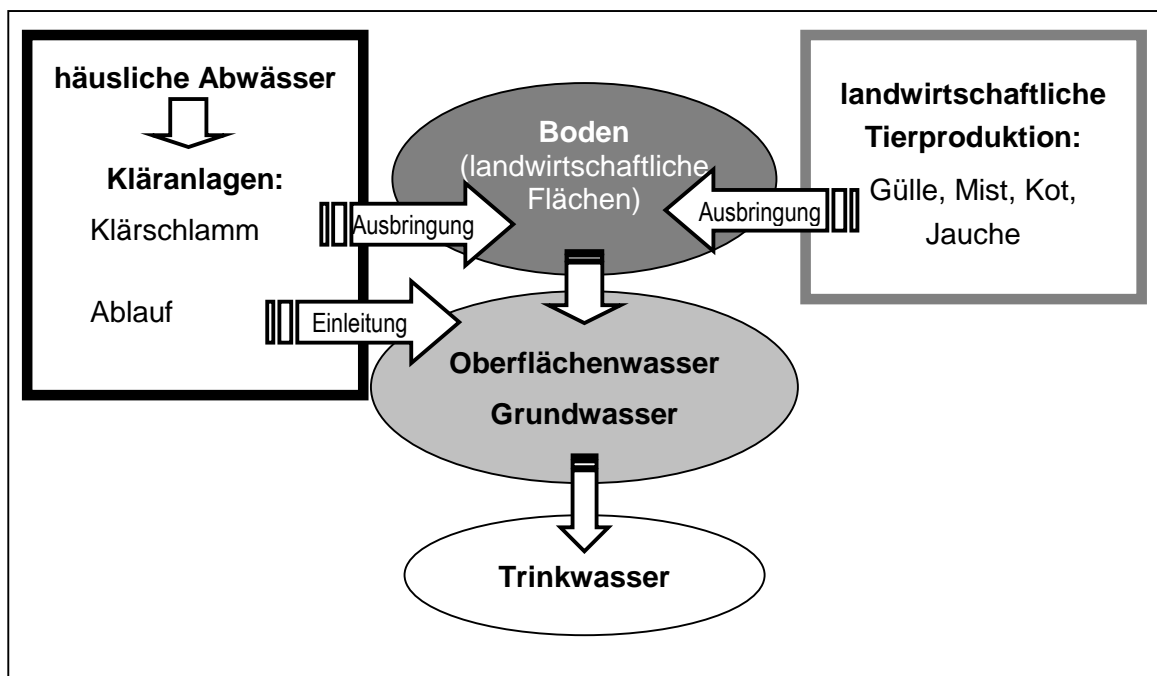 häusliche Abwässer
Kläranlagen:
Klärschlamm
Ausbringung
Ablauf
Einleitung
Boden
(landwirtschaftliche
Flächen)
Ausbringung
landwirtschaftliche
Tierproduktion:
Gülle, Mist, Kot,
Jauche
Oberflächenwasser
Grundwasser
Trinkwasser